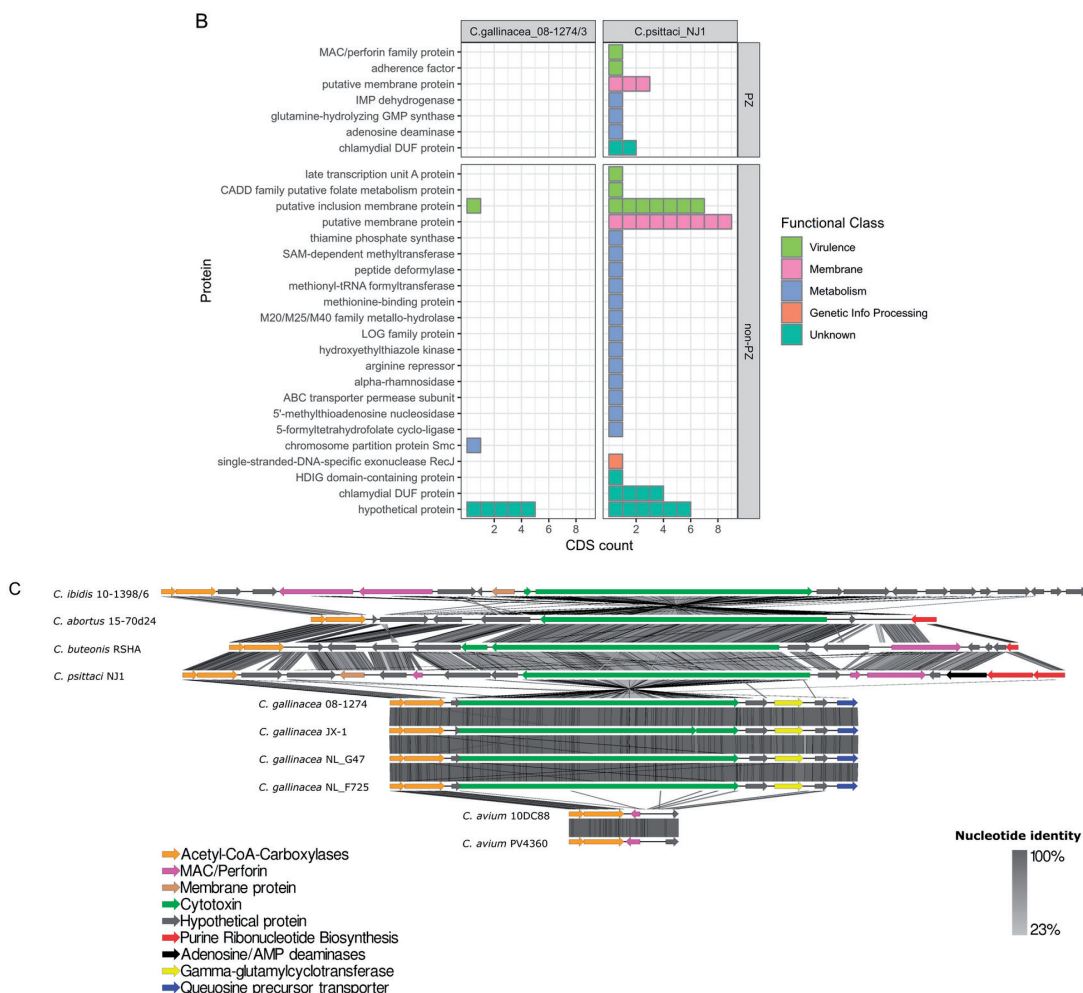 B
C.gallinacea_08-1274/3
C.psittaci_NJ1
MAC/perforin family protein
adherence factor
putative membrane protein
IMP dehydrogenase
glutamine-hydrolyzing GMP synthase
adenosine deaminase
chlamydial DUF protein
PZ
late transcription unit A protein
CADD family putative folate metabolism protein
putative inclusion membrane protein
putative membrane protein
thiamine phosphate synthase
SAM-dependent methyltransferase
peptide deformylase
methionyl-tRNA formyltransferase
methionine-binding protein
M20/M25/M40 family metallo-hydrolase
LOG family protein
hydroxyethylthiazole kinase
arginine repressor
alpha-rhamnosidase
ABC transporter permease subunit
5'-methylthioadenosine nucleosidase
5-formyltetrahydrofolate cyclo-ligase
chromosome partition protein Smc
single-stranded-DNA-specific exonuclease RecJ
HDIG domain-containing protein
chlamydial DUF protein
hypothetical protein
non-PZ
Protein
2 4 6 8 2 4 6 8
CDS count
Functional Class
Virulence
Membrane
Metabolism
Genetic Info Processing
Unknown
C
C. ibidis 10-1398/6
C. abortus 15-70d24
C. buteonis RSHA
C. psittaci NJ1
C. gallinacea 08-1274
C. gallinacea JX-1
C. gallinacea NL_G47
C. gallinacea NL_F725
C. avium 10DC88
C. avium PV4360
Acetyl-CoA-Carboxylases
MAC/Perforin
Membrane protein
Cytotoxin
Hypothetical protein
Purine Ribonucleotide Biosynthesis
Adenosine/AMP deaminases
Gamma-glutamylcyclotransferase
Queuosine precursor transporter
Nucleotide identity
100%
23%